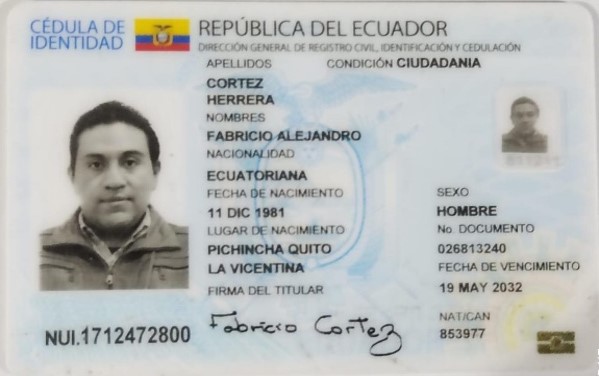 CÉDULA DE IDENTIDAD
REPÚBLICA DEL ECUADOR
DIRECCIÓN GENERAL DE REGISTRO CIVIL, IDENTIFICACIÓN Y CEDULACIÓN
APELLIDOS CONDICIÓN CIUDADANIA
CORTEZ
HERRERA
NOMBRES
FABRICIO ALEJANDRO
NACIONALIDAD
ECUATORIANA
FECHA DE NACIMIENTO SEXO
11 DIC 1981 HOMBRE
LUGAR DE NACIMIENTO No. DOCUMENTO
PICHINCHA QUITO 026813240
LA VICENTINA FECHA DE VENCIMIENTO
FIRMA DEL TITULAR 19 MAY 2032
NAT/CAN
NUI.1712472800 Fabricio Cortez 853977